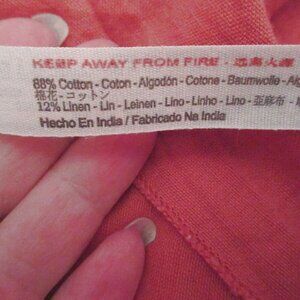 KEEP AWAY FROM FIRE - 远离火源
88% Cotton - Coton - Algodón - Cotone - Baumwolle - Alg
棉花 - コットン
12% Linen - Lin - Leinen - Lino - Linho - Lino - 亚麻布 - 
Hecho En India / Fabricado Na India